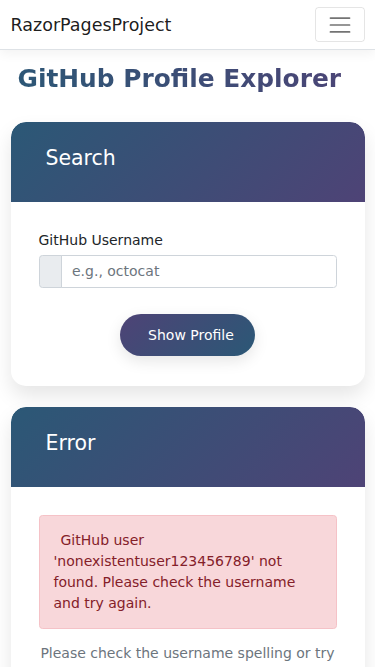 RazorPagesProject
GitHub Profile Explorer
Search
GitHub Username
e.g., octocat
Show Profile
Error
GitHub user
'nonexistentuser123456789' not
found. Please check the username
and try again.
Please check the username spelling or try